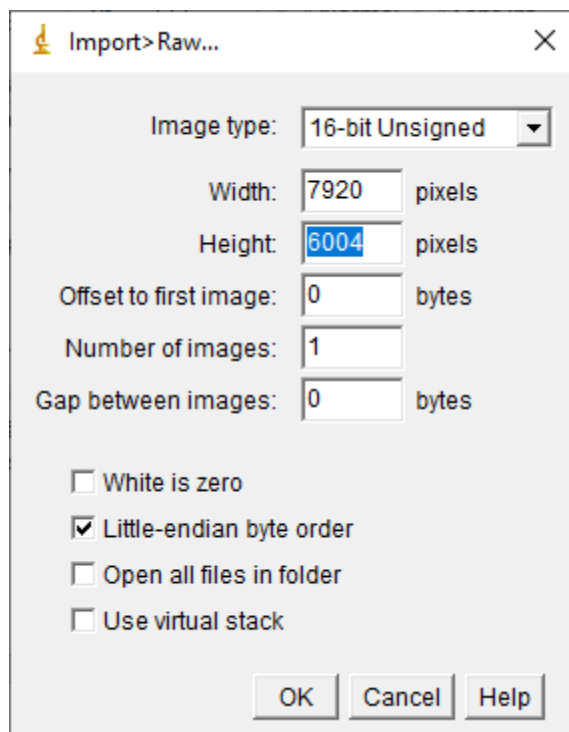 Import>Raw...
Image type: 16-bit Unsigned
Width: 7920 pixels
Height: 6004 pixels
Offset to first image: 0 bytes
Number of images: 1
Gap between images: 0 bytes
White is zero
Little-endian byte order
Open all files in folder
Use virtual stack
OK Cancel Help